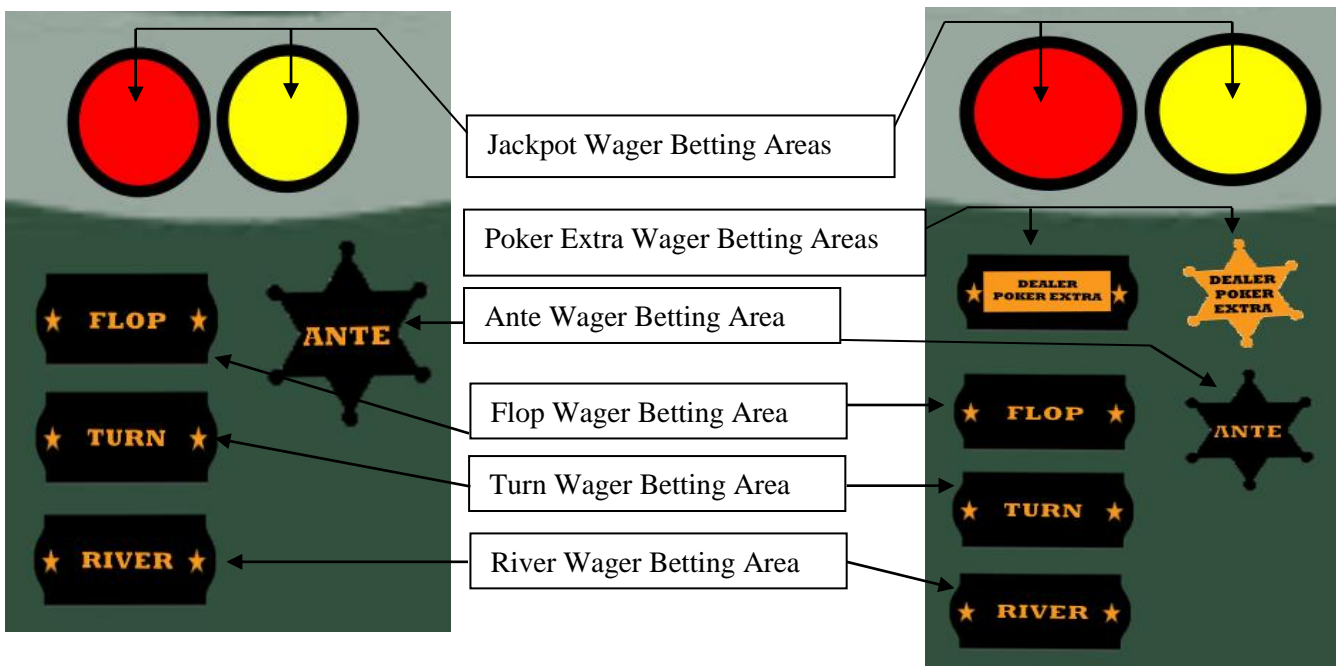 Jackpot Wager Betting Areas
Poker Extra Wager Betting Areas
Ante Wager Betting Area
Flop Wager Betting Area
Turn Wager Betting Area
River Wager Betting Area
FLOP
ANTE
TURN
RIVER
DEALER
POKER EXTRA
DEALER
POKER
EXTRA
FLOP
ANTE
TURN
RIVER